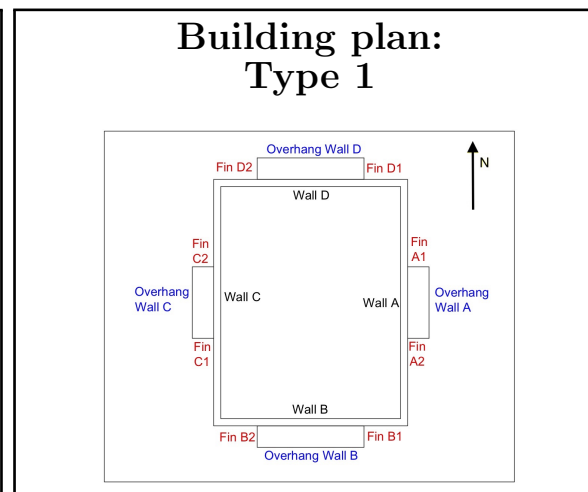 Building plan:
Type 1
Overhang Wall D
Fin D2
Fin D1
N
Wall D
Fin
C2
Fin
A1
Overhang
Wall C
Wall C
Wall A
Overhang
Wall A
Fin
C1
Fin
A2
Wall B
Fin B2
Fin B1
Overhang Wall B